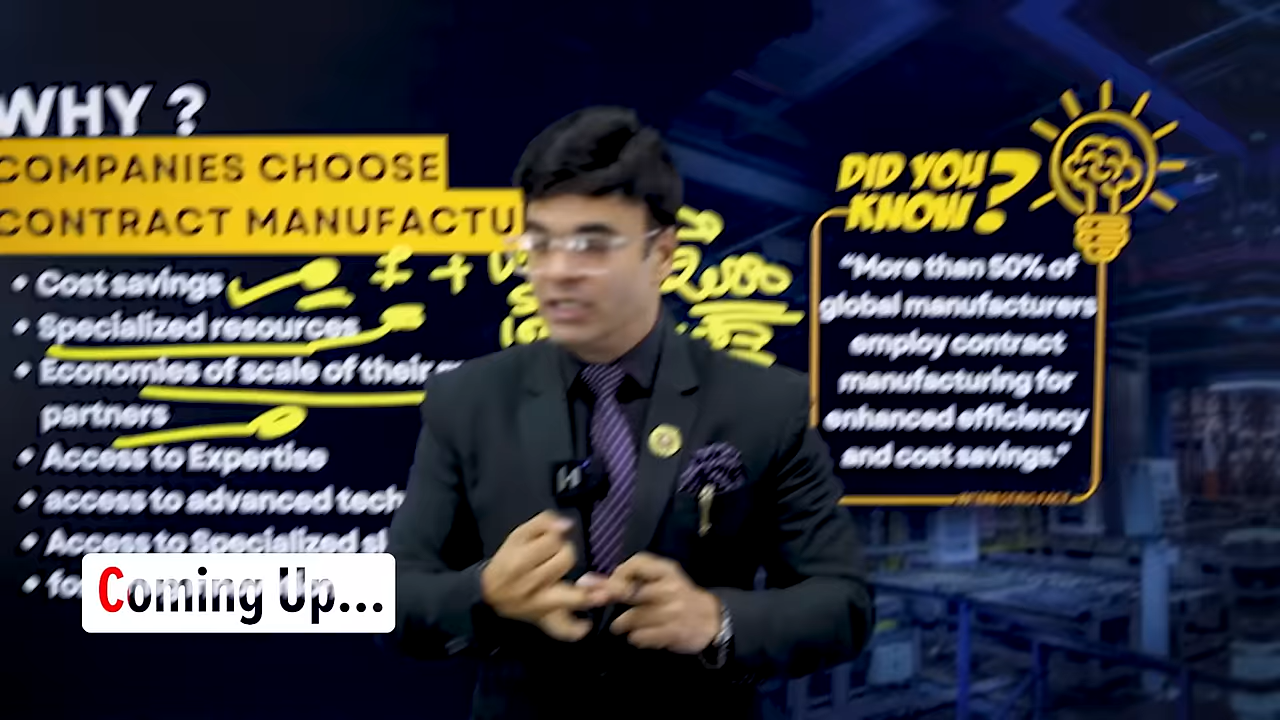 WHY ?
COMPANIES CHOOSE
CONTRACT MANUFACTU
• Cost savings
• Specialized resources
• Economies of scale of their
partners
• Access to Expertise
• access to advanced tech
• Access to Specialized
Coming Up...
DID YOU
KNOW?
“More than 50% of
global manufacturers
employ contract
manufacturing for
enhanced efficiency
and cost savings.”